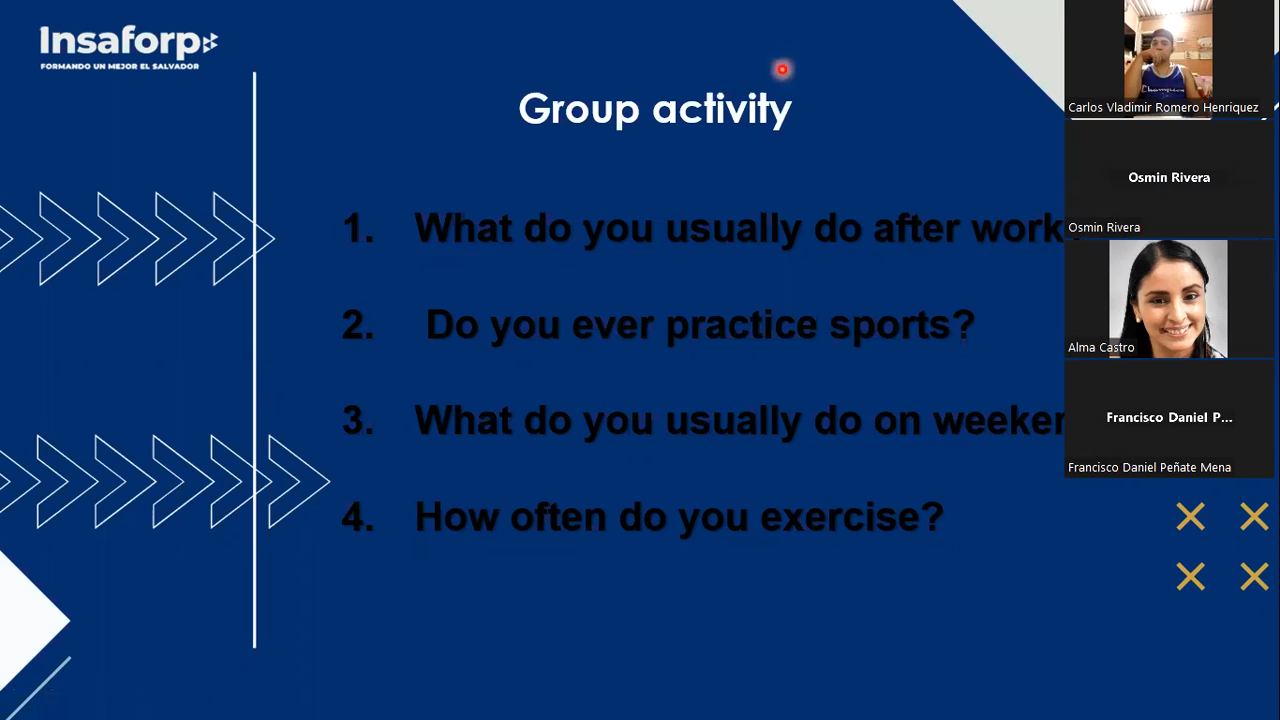 Insaforp
FORMANDO UN MEJOR EL SALVADOR
Group activity
1. What do you usually do after work
2. Do you ever practice sports?
3. What do you usually do on
4. How often do you exercise?
Carlos Vladimir Romero Henriquez
Osmin Rivera
Osmin Rivera
Alma Castro
Francisco Daniel P...
Francisco Daniel Peñate Mena